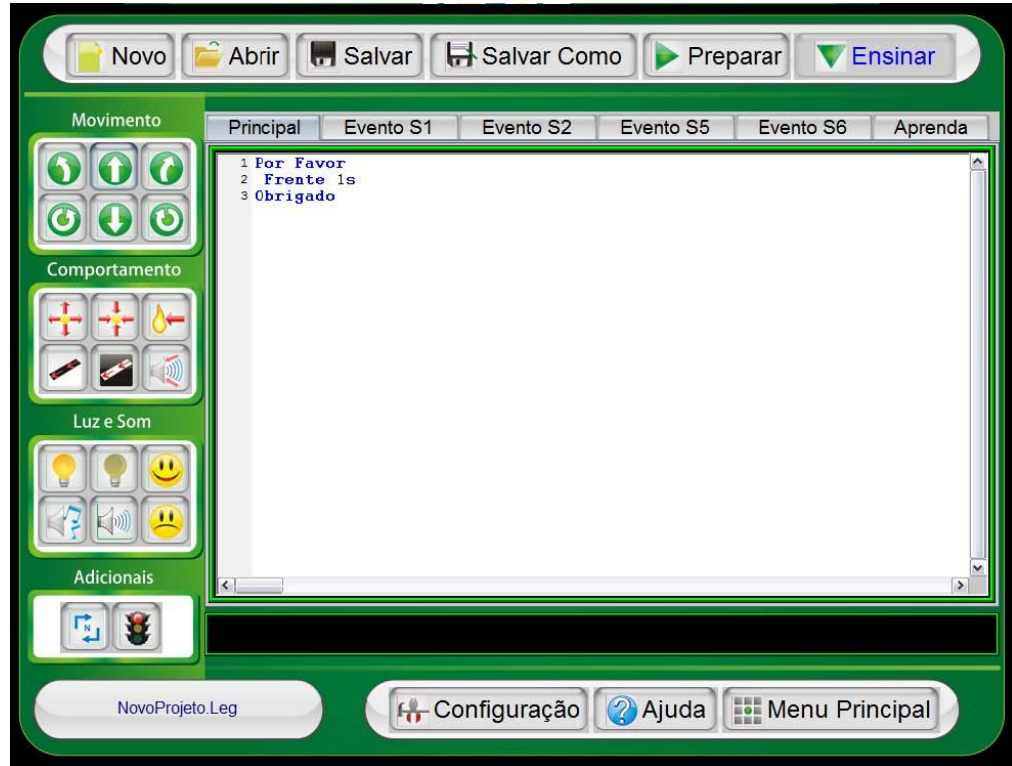 Novo Abrir Salvar Salvar Como Preparar Ensinar
Movimento
Principal Evento S1 Evento S2 Evento S5 Evento S6 Aprenda
1 Por Favor
2 Frente 1s
3 Obrigado
Comportamento
Luz e Som
Adicionais
N
NovoProjeto.Leg
Configuração Ajuda Menu Principal